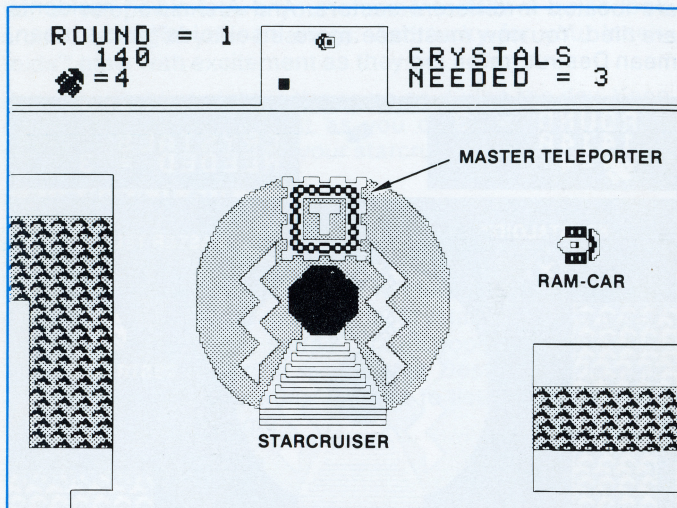 ROUND = 1
140
=4
CRYSTALS
NEEDED = 3
MASTER TELEPORTER
T
RAM-CAR
STARCRUISER